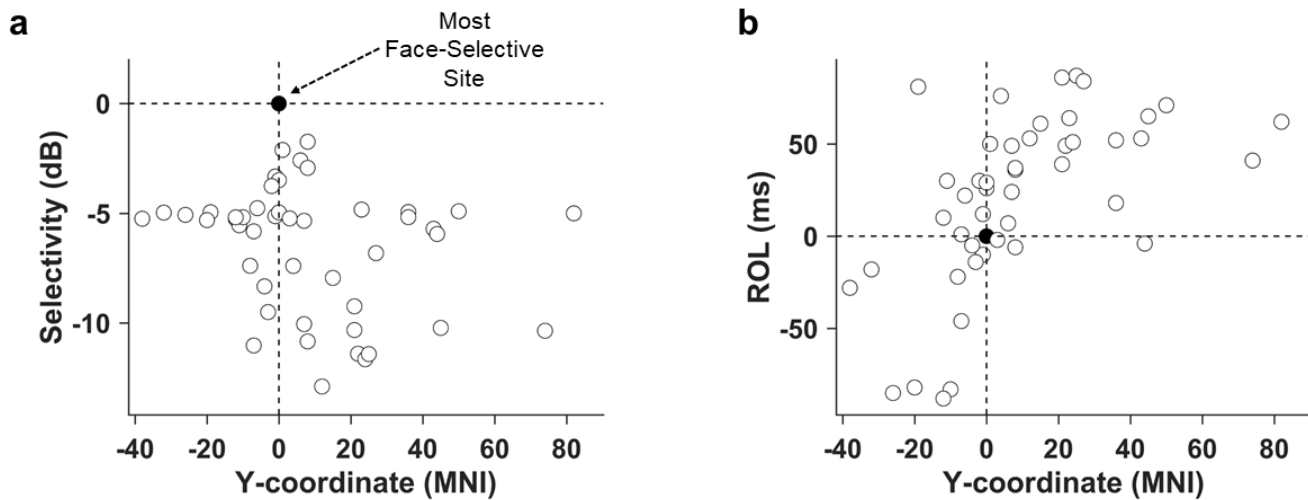 a
Most
Face-Selective
Site
0
-5
-10
Selectivity (dB)
-40 -20 0 20 40 60 80
Y-coordinate (MNI)
b
50
0
-50
ROL (ms)
-40 -20 0 20 40 60 80
Y-coordinate (MNI)